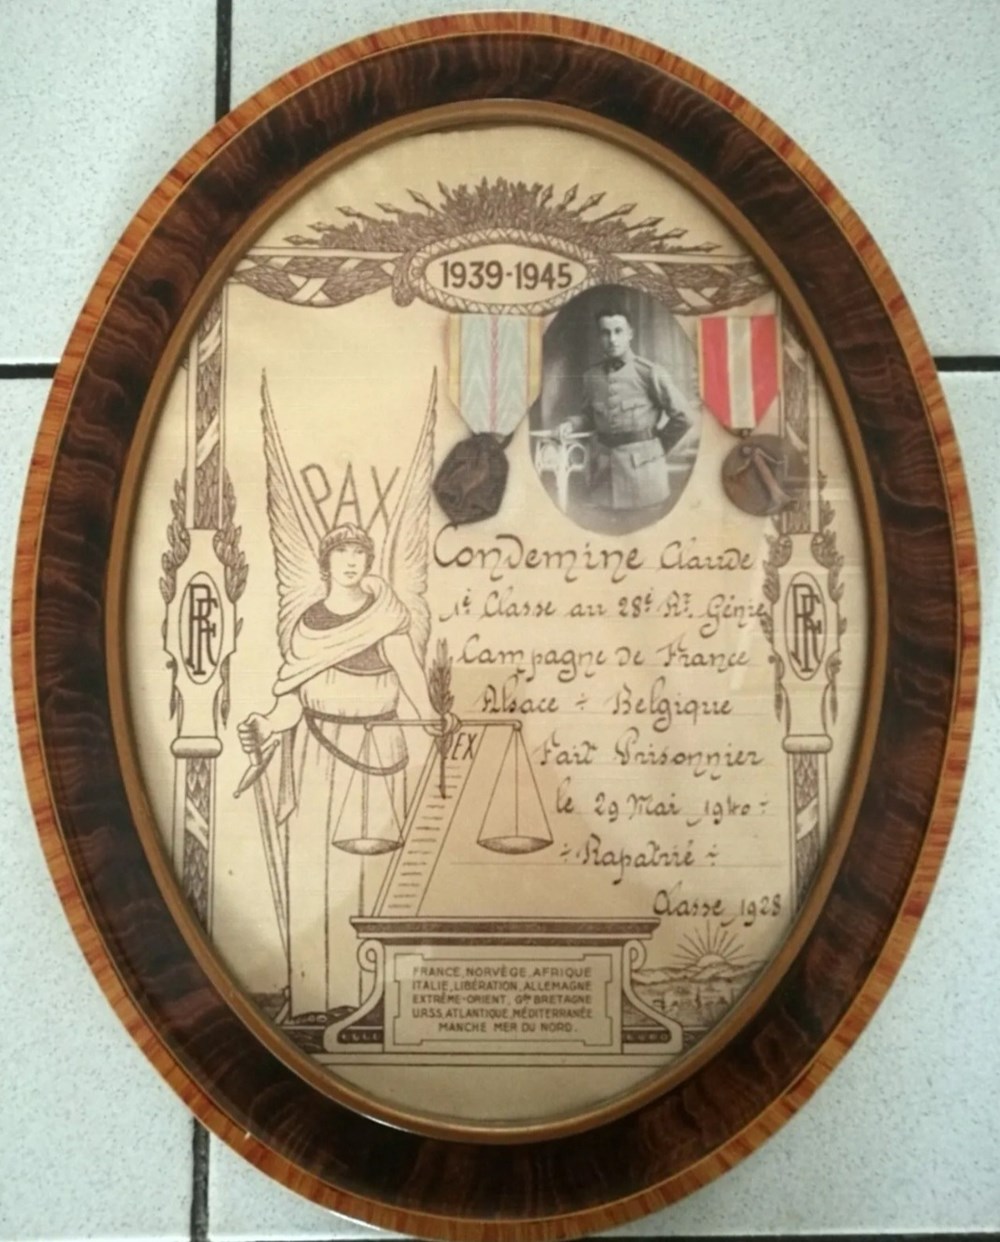 1939-1945
PAX
Condemine Claude
1e Classe au 28e Rt Génie
Campagne de France
Alsace ÷ Belgique
LEX
Fait Prisonnier
le 29 Mai 1940 ÷
÷ Rapatrié ÷
Classe 1928
RF
RF
FRANCE, NORVÈGE, AFRIQUE
ITALIE, LIBÉRATION, ALLEMAGNE
EXTRÊME-ORIENT, Gde BRETAGNE
U.R.S.S, ATLANTIQUE, MÉDITERRANÉE
MANCHE MER DU NORD.